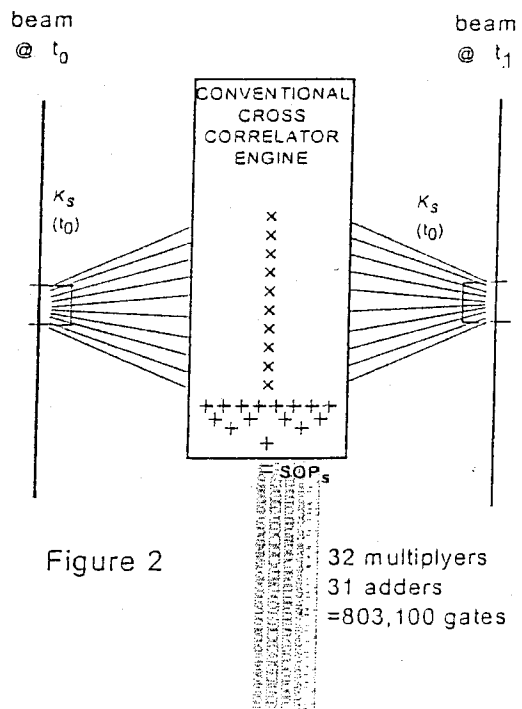 beam
@ t0
beam
@ t1
CONVENTIONAL
CROSS
CORRELATOR
ENGINE
Ks
(t0)
Ks
(t0)
×
×
×
×
×
×
×
×
×
×
+ + + + + + + +
+ + + +
+ +
+
= SOPs
Figure 2
32 multiplyers
31 adders
=803,100 gates